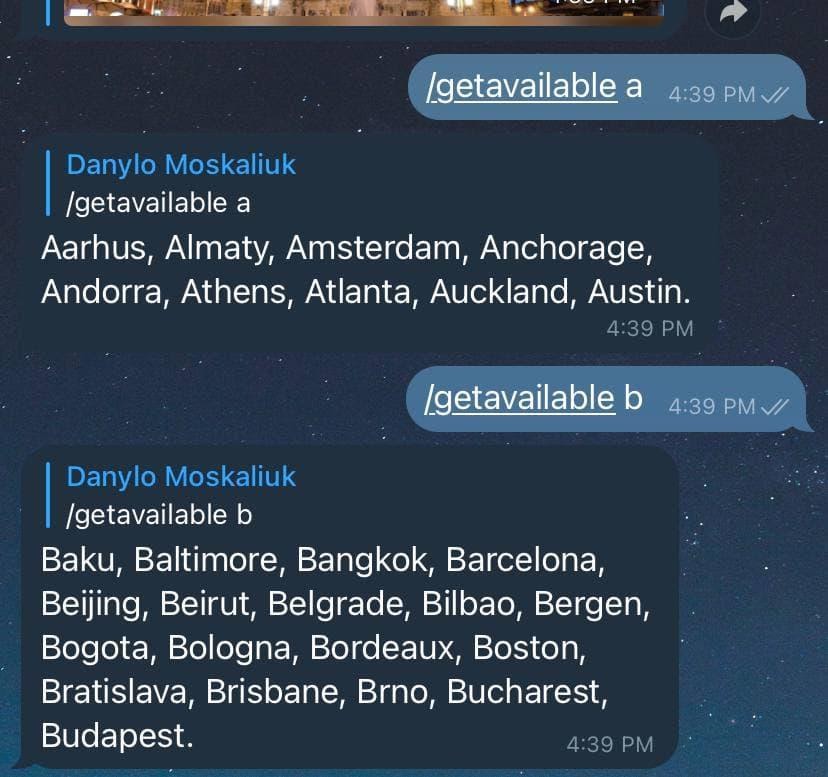 /getavailable a 4:39 PM
Danylo Moskaliuk
/getavailable a
Aarhus, Almaty, Amsterdam, Anchorage,
Andorra, Athens, Atlanta, Auckland, Austin.
4:39 PM
/getavailable b 4:39 PM
Danylo Moskaliuk
/getavailable b
Baku, Baltimore, Bangkok, Barcelona,
Beijing, Beirut, Belgrade, Bilbao, Bergen,
Bogota, Bologna, Bordeaux, Boston,
Bratislava, Brisbane, Brno, Bucharest,
Budapest.
4:39 PM